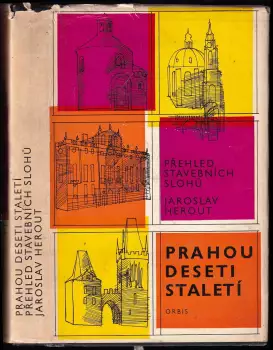 PRAHOU DESETI STALETÍ
PŘEHLED STAVEBNÍCH SLOHŮ
JAROSLAV HEROUT
PŘEHLED
STAVEBNÍCH
SLOHŮ
JAROSLAV HEROUT
PRAHOU
DESETI
STALETÍ
ORBIS